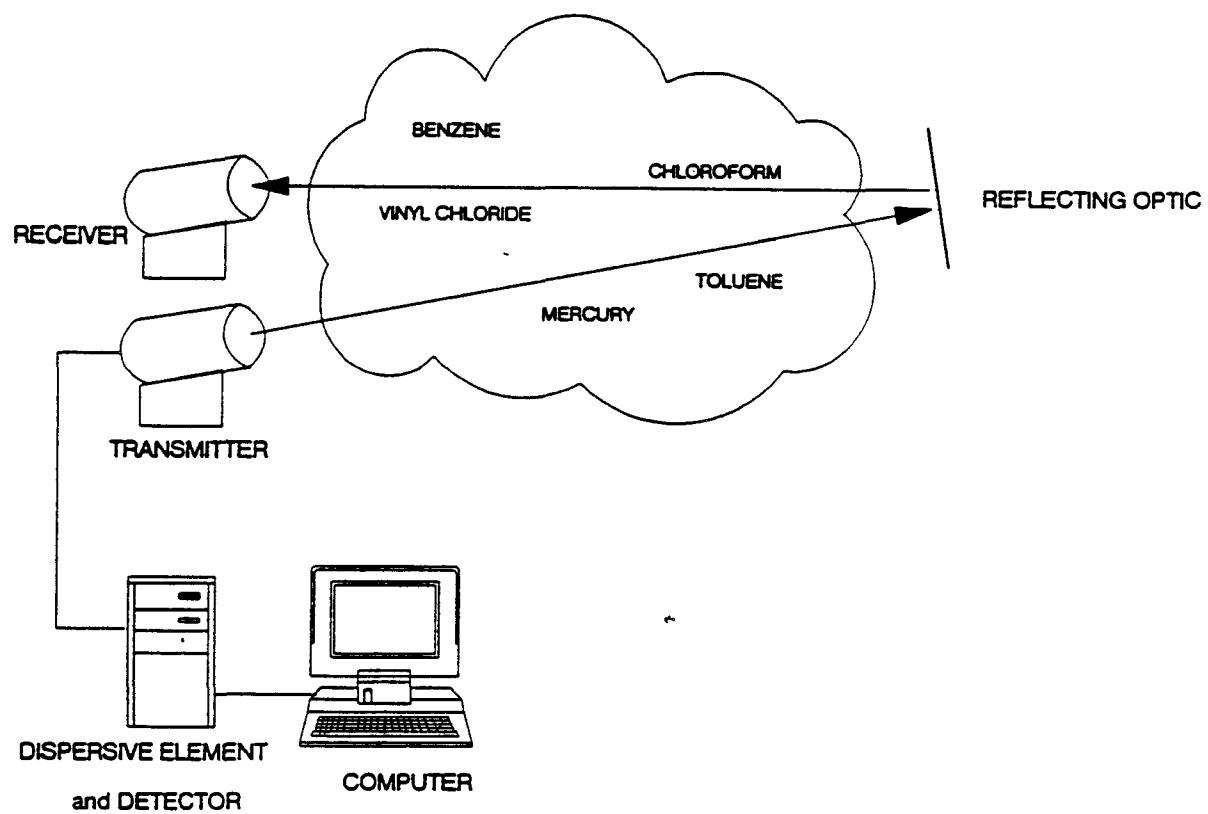 BENZENE
CHLOROFORM
REFLECTING OPTIC
VINYL CHLORIDE
RECEIVER
TOLUENE
MERCURY
TRANSMITTER
DISPERSIVE ELEMENT
and DETECTOR
COMPUTER